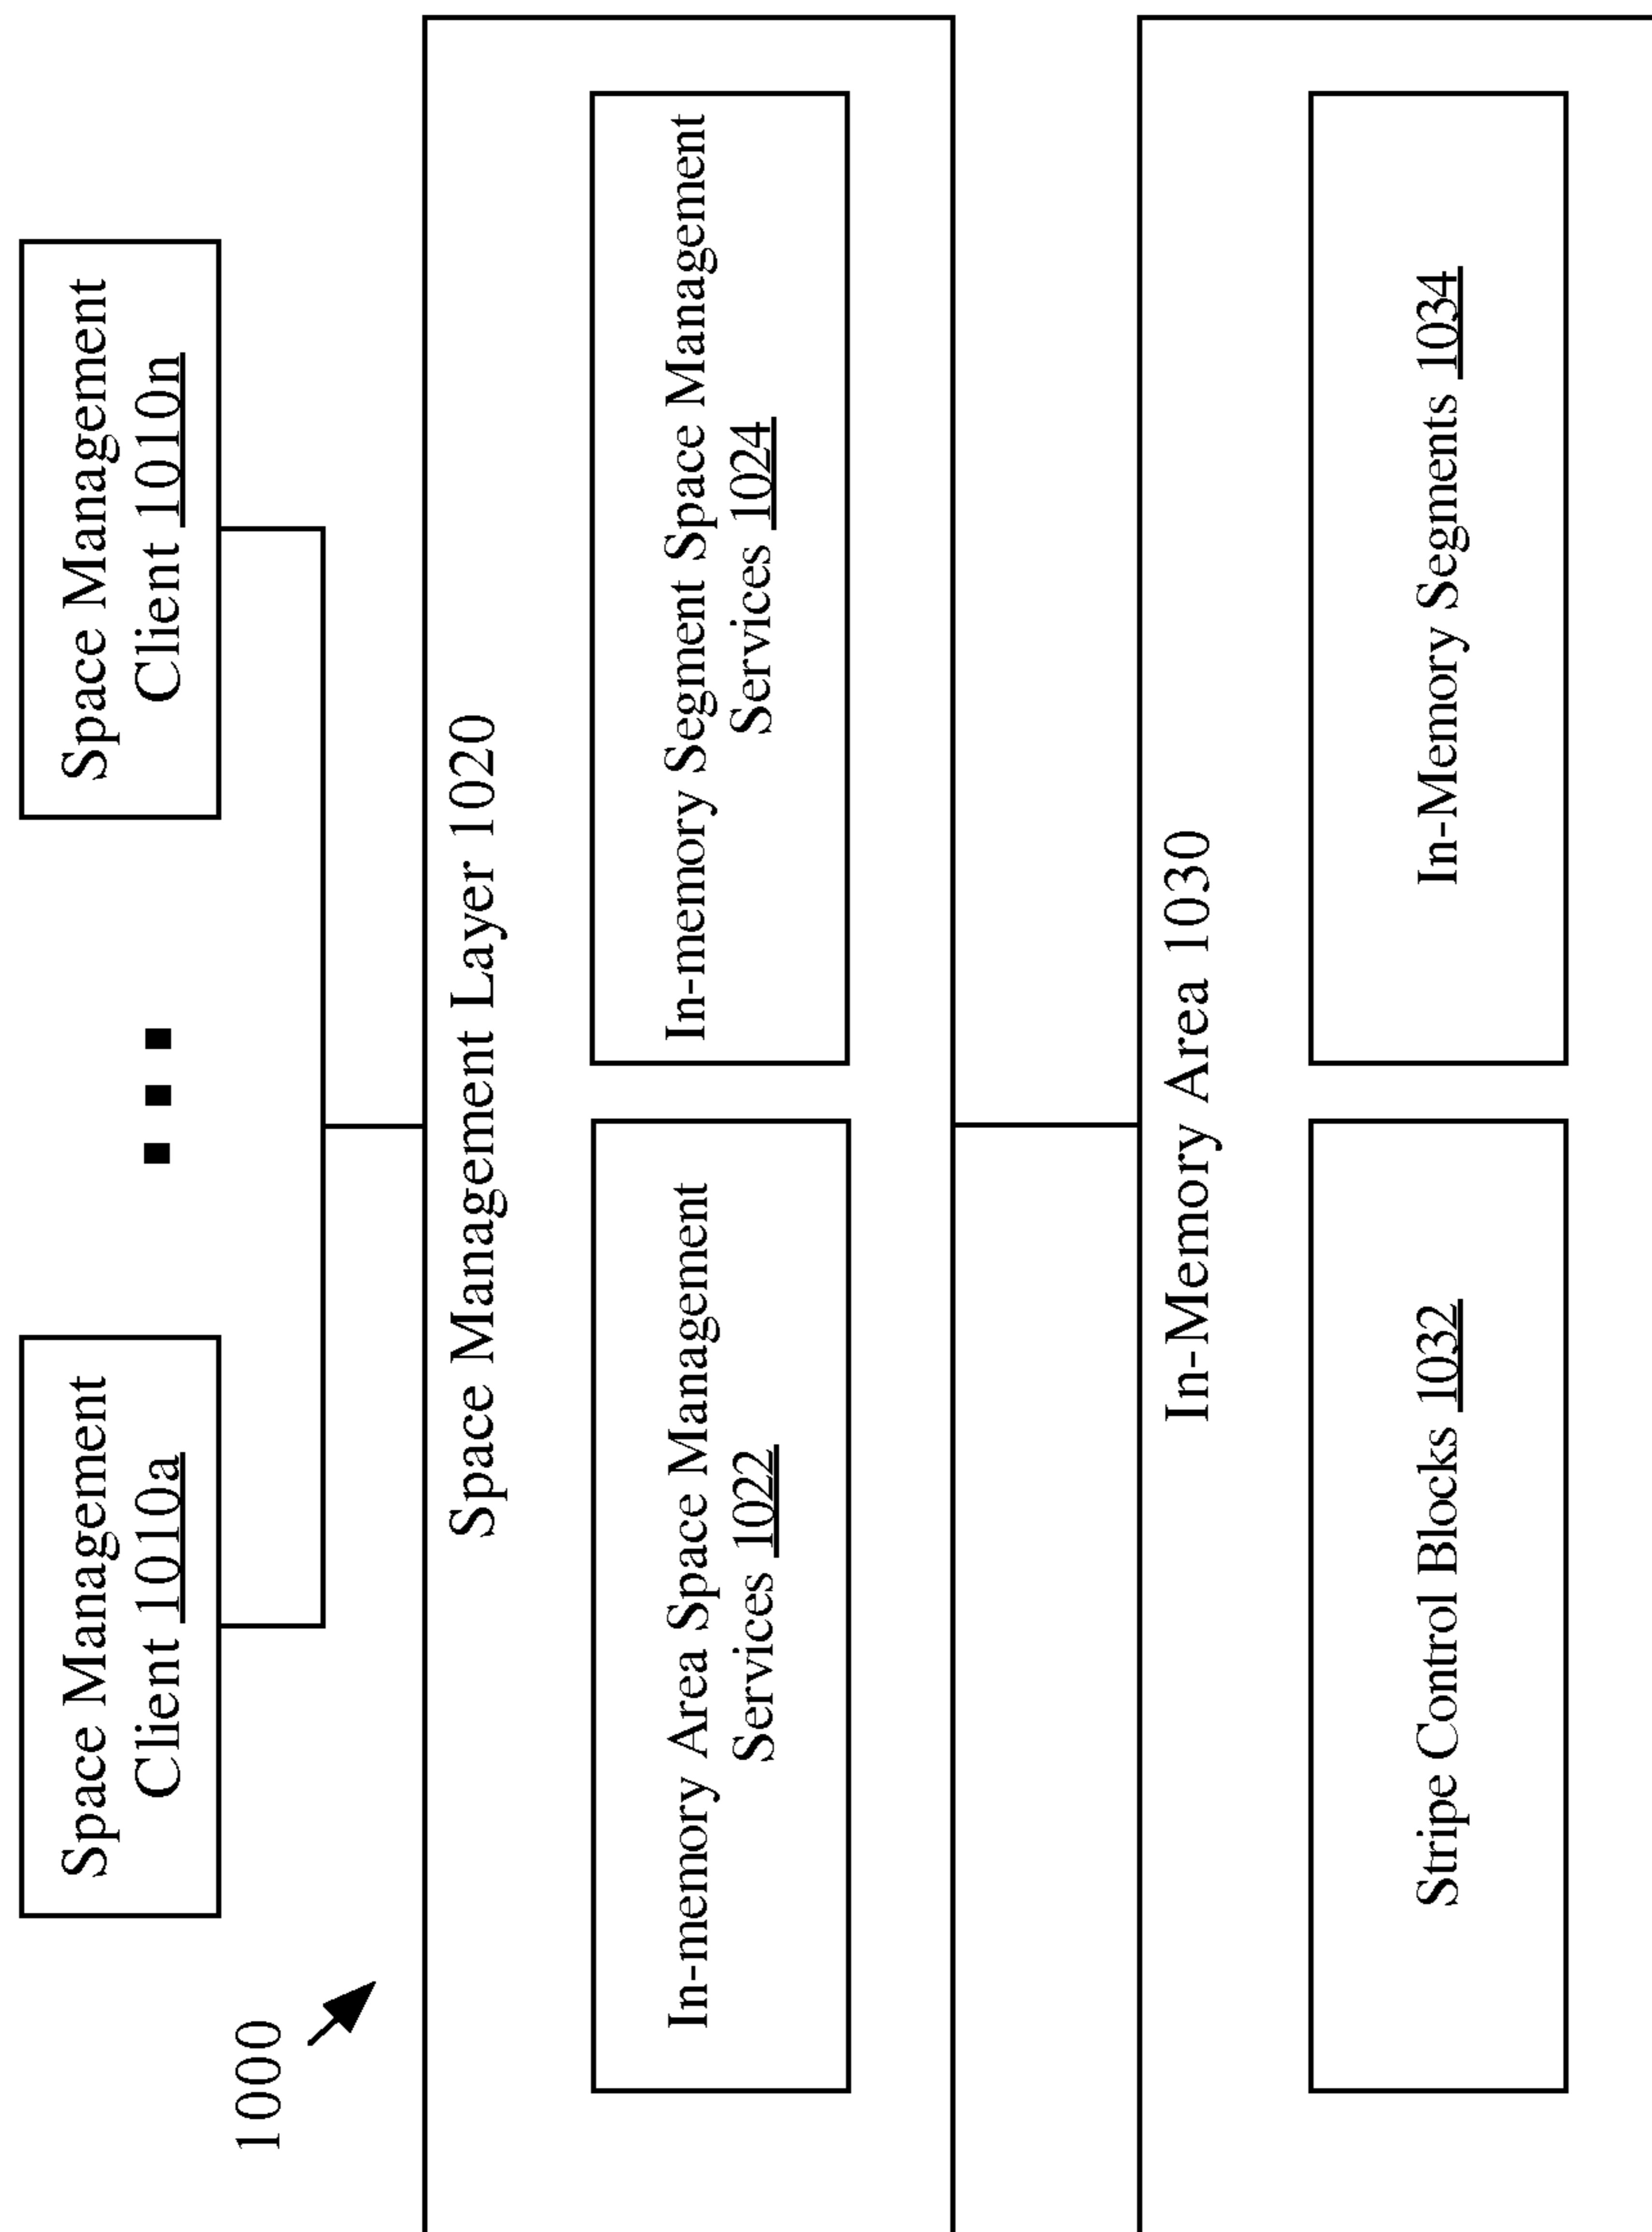 1000
Space Management
Client 1010a
Space Management
Client 1010n
Space Management Layer 1020
In-memory Area Space Management
Services 1022
In-memory Segment Space Management
Services 1024
In-Memory Area 1030
Stripe Control Blocks 1032
In-Memory Segments 1034